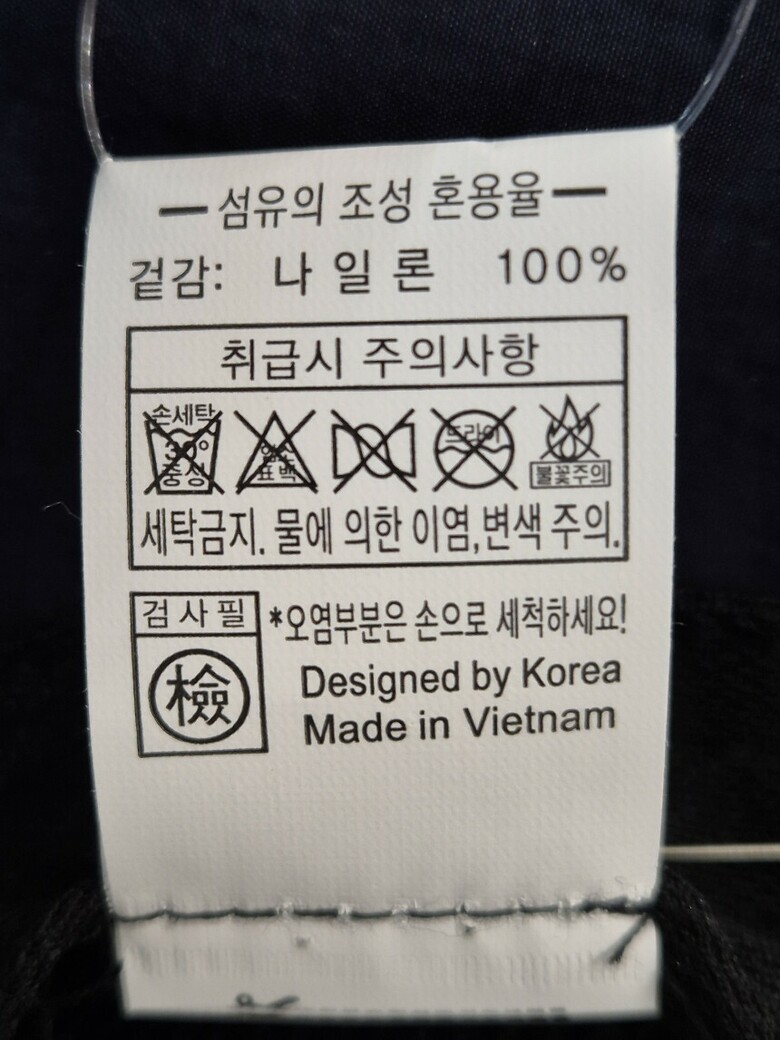 섬유의 조성 혼용율
겉감: 나일론 100%
취급시 주의사항
손세탁
30°
중성
염소
표백
드라이
불꽃주의
세탁금지. 물에 의한 이염,변색 주의.
검사필
檢
*오염부분은 손으로 세척하세요!
Designed by Korea
Made in Vietnam